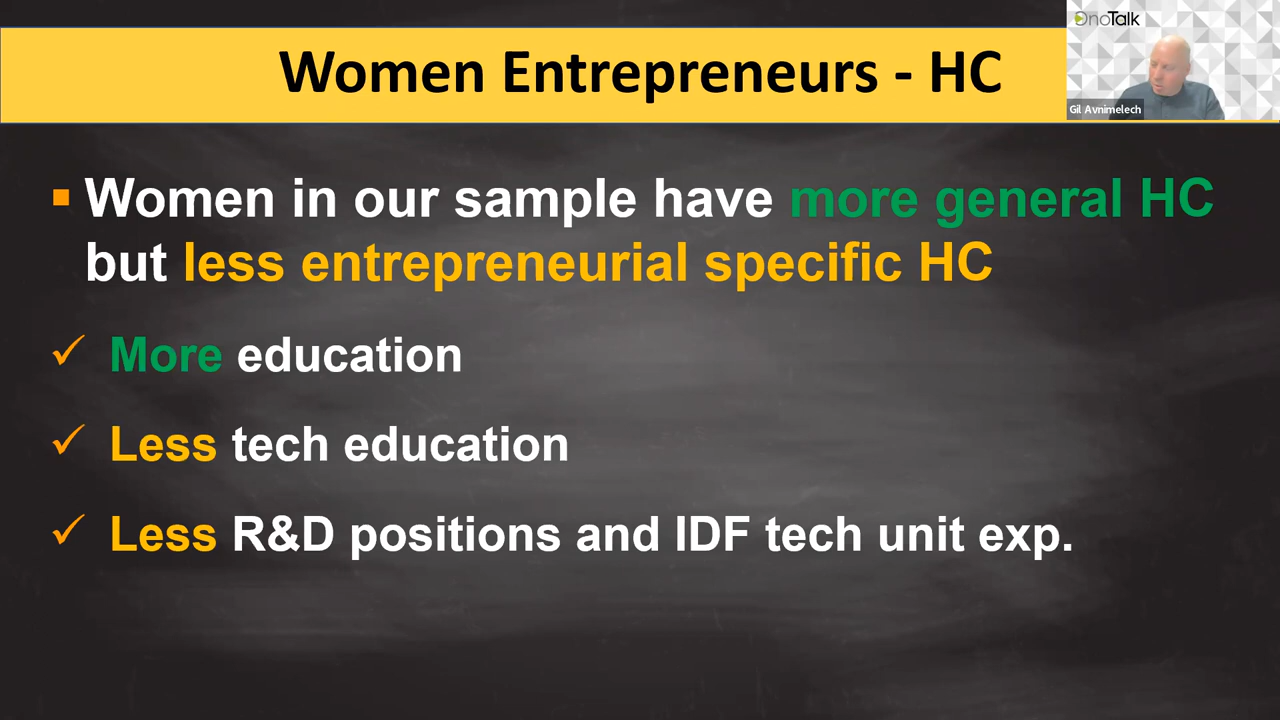 OnoTalk
Women Entrepreneurs - HC
Gil Avnimelech
Women in our sample have more general HC
but less entrepreneurial specific HC
More education
Less tech education
Less R&D positions and IDF tech unit exp.